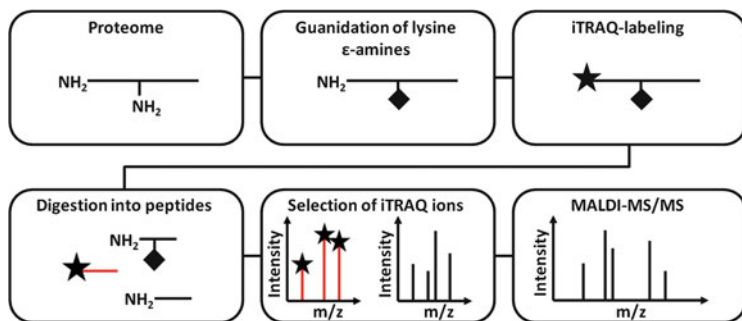 Proteome
NH₂
NH₂
Guanidation of lysine
ε-amines
NH₂
iTRAQ-labeling
Digestion into peptides
NH₂
NH₂
Selection of iTRAQ ions
Intensity
m/z
Intensity
m/z
MALDI-MS/MS
Intensity
m/z